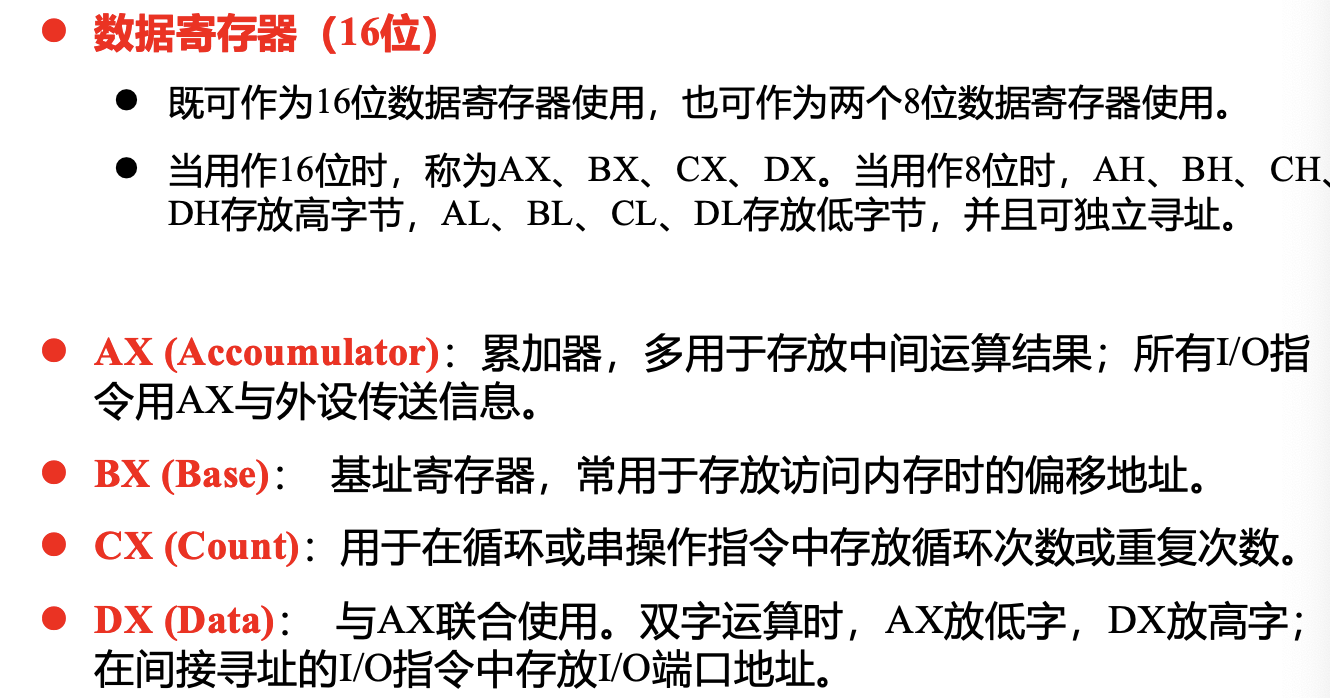 数据寄存器（16位）
既可作为16位数据寄存器使用，也可作为两个8位数据寄存器使用。
当用作16位时，称为AX、BX、CX、DX。当用作8位时，AH、BH、CH、
DH存放高字节，AL、BL、CL、DL存放低字节，并且可独立寻址。
AX (Accoumulator)：累加器，多用于存放中间运算结果；所有I/O指
令用AX与外设传送信息。
BX (Base)： 基址寄存器，常用于存放访问内存时的偏移地址。
CX (Count)：用于在循环或串操作指令中存放循环次数或重复次数。
DX (Data)： 与AX联合使用。双字运算时，AX放低字，DX放高字；
在间接寻址的I/O指令中存放I/O端口地址。